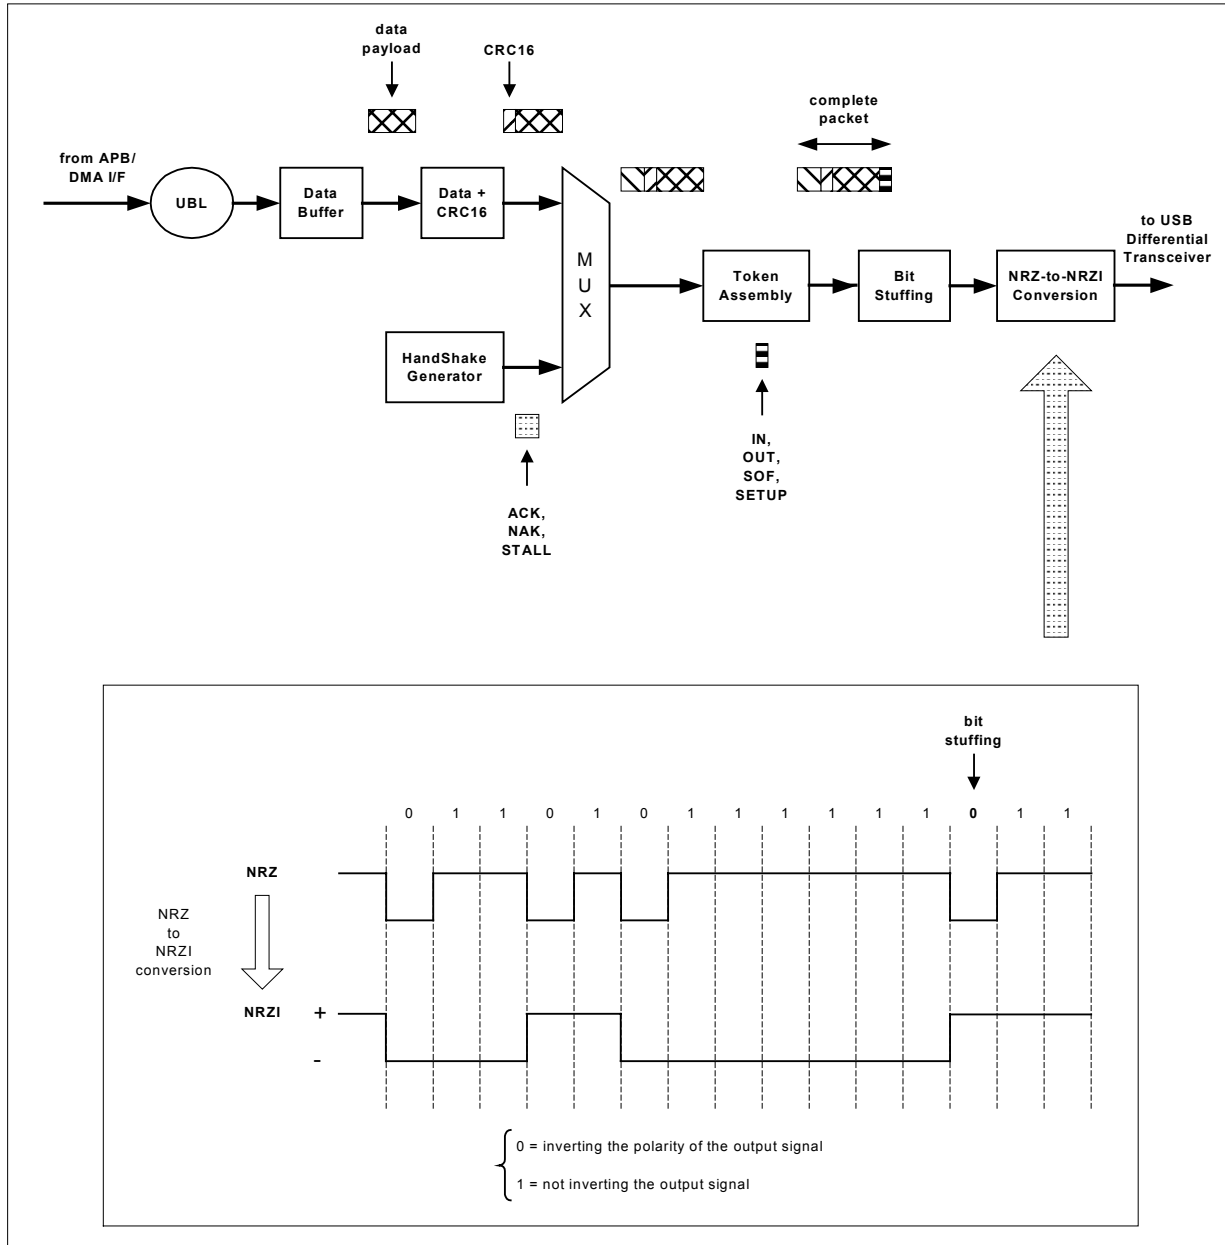 data
payload
CRC16
complete
packet
from APB/
DMA I/F
UBL
Data
Buffer
Data +
CRC16
M
U
X
to USB
Differential
Transceiver
Token
Assembly
Bit
Stuffing
NRZ-to-NRZI
Conversion
HandShake
Generator
IN,
OUT,
SOF,
SETUP
ACK,
NAK,
STALL
bit
stuffing
0 1 1 0 1 0 1 1 1 1 1 1 0 1 1
NRZ
NRZ
to
NRZI
conversion
NRZI
+
-
0 = inverting the polarity of the output signal
1 = not inverting the output signal